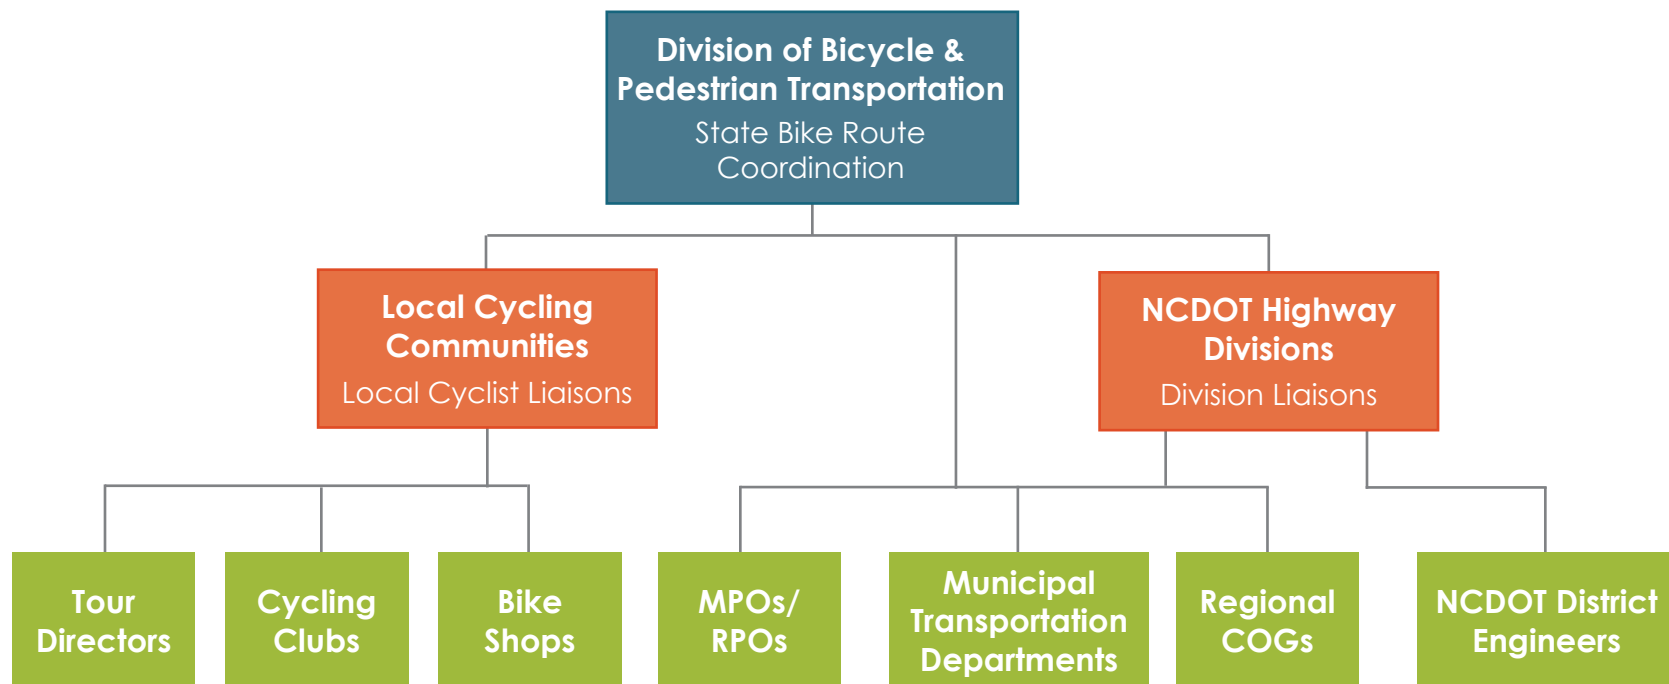 Division of Bicycle &
Pedestrian Transportation
State Bike Route
Coordination
Local Cycling
Communities
Local Cyclist Liaisons
NCDOT Highway
Divisions
Division Liaisons
Tour
Directors
Cycling
Clubs
Bike
Shops
MPOs/
RPOs
Municipal
Transportation
Departments
Regional
COGs
NCDOT District
Engineers